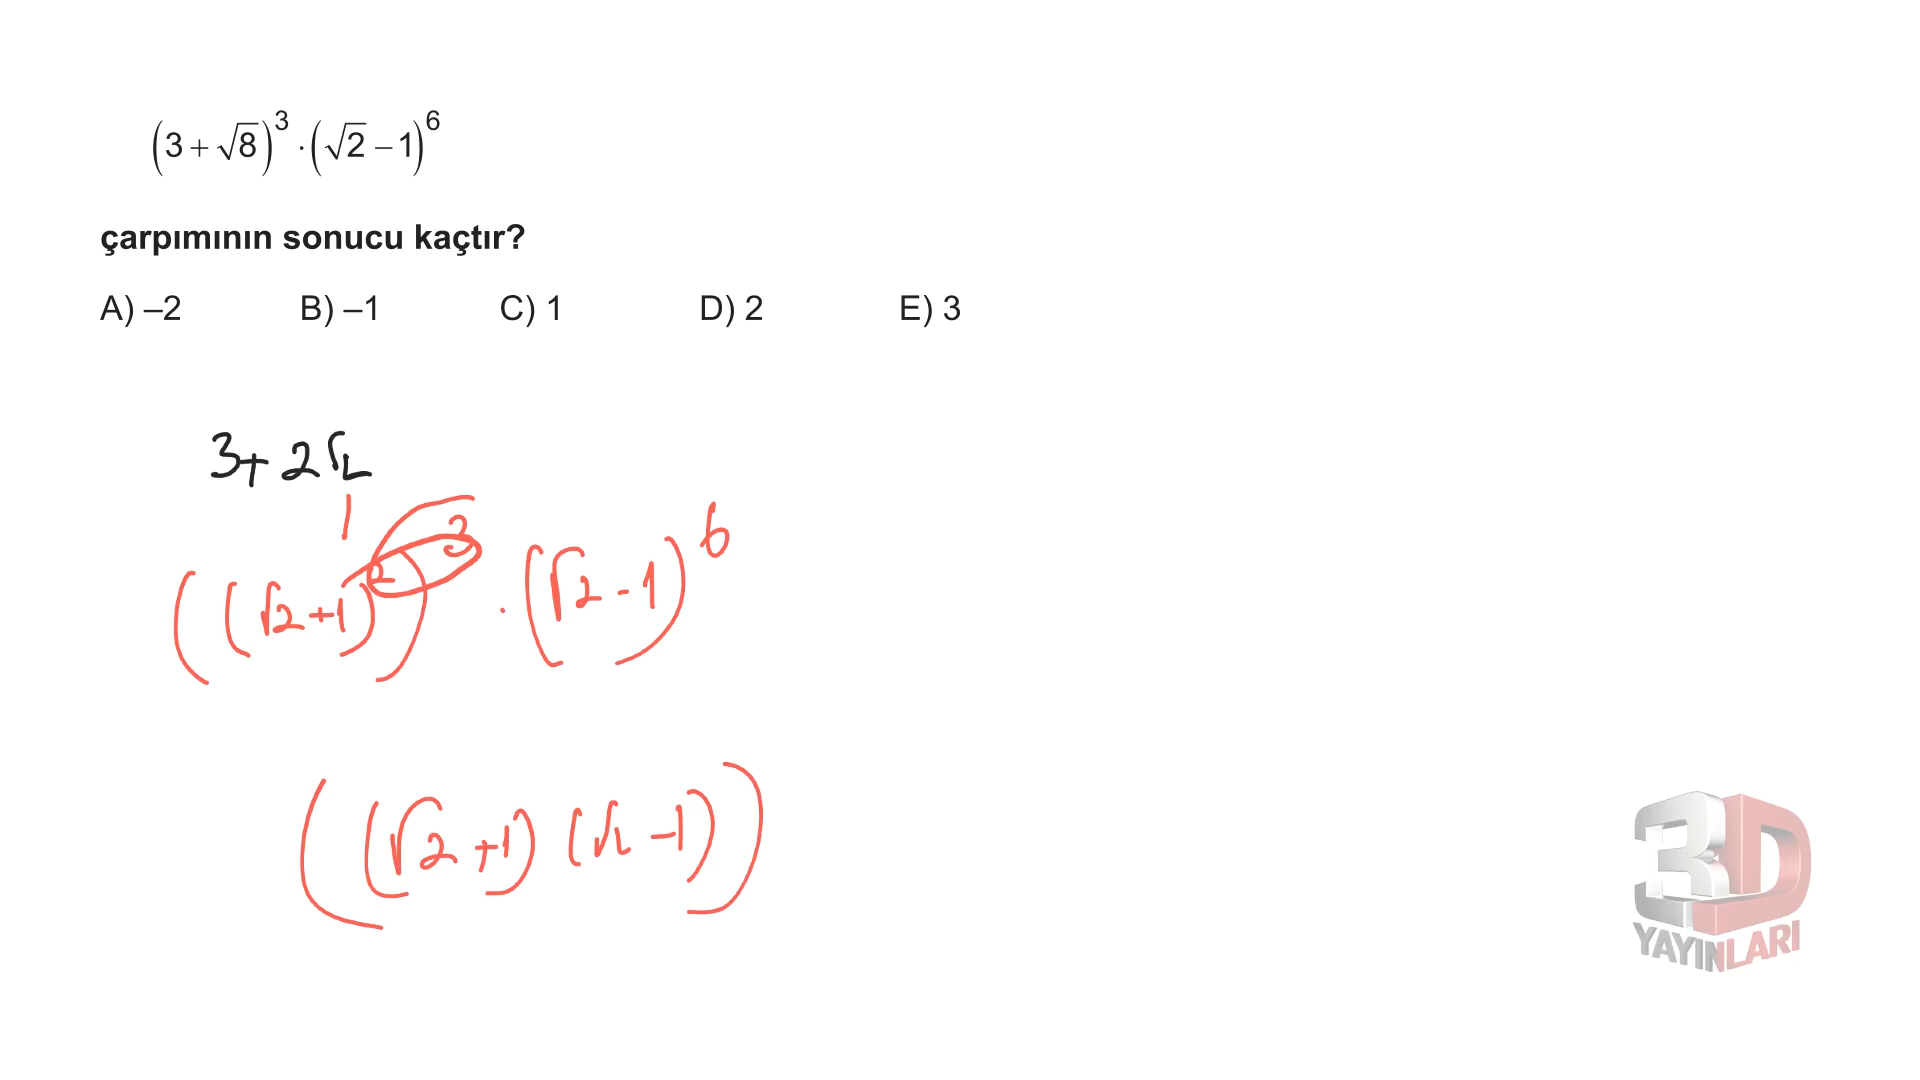 (3 + √8)³ · (√2 – 1)⁶
çarpımının sonucu kaçtır?
A) –2 B) –1 C) 1 D) 2 E) 3
3 + 2√2
1
((√2 + 1)²)³ · (√2 - 1)⁶
((√2 + 1) (√2 - 1))
3D
YAYINLARI